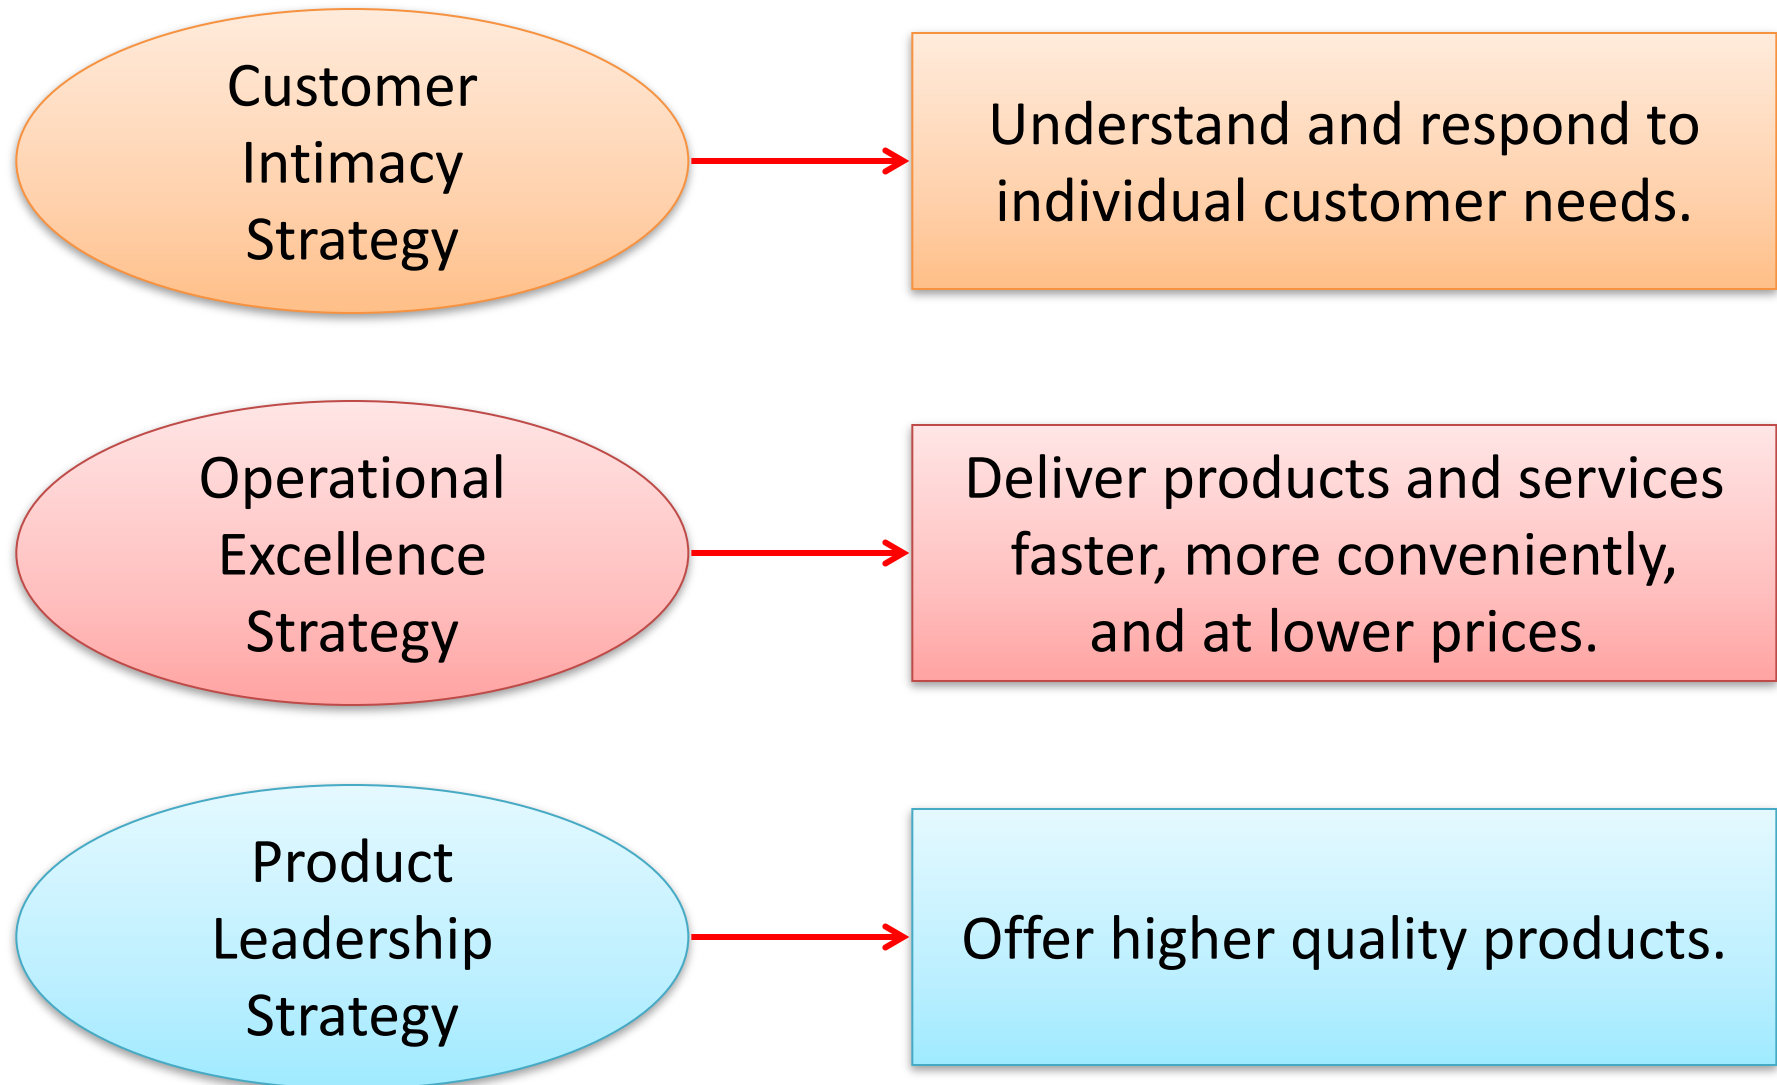 Customer
Intimacy
Strategy
Understand and respond to
individual customer needs.
Operational
Excellence
Strategy
Deliver products and services
faster, more conveniently,
and at lower prices.
Product
Leadership
Strategy
Offer higher quality products.